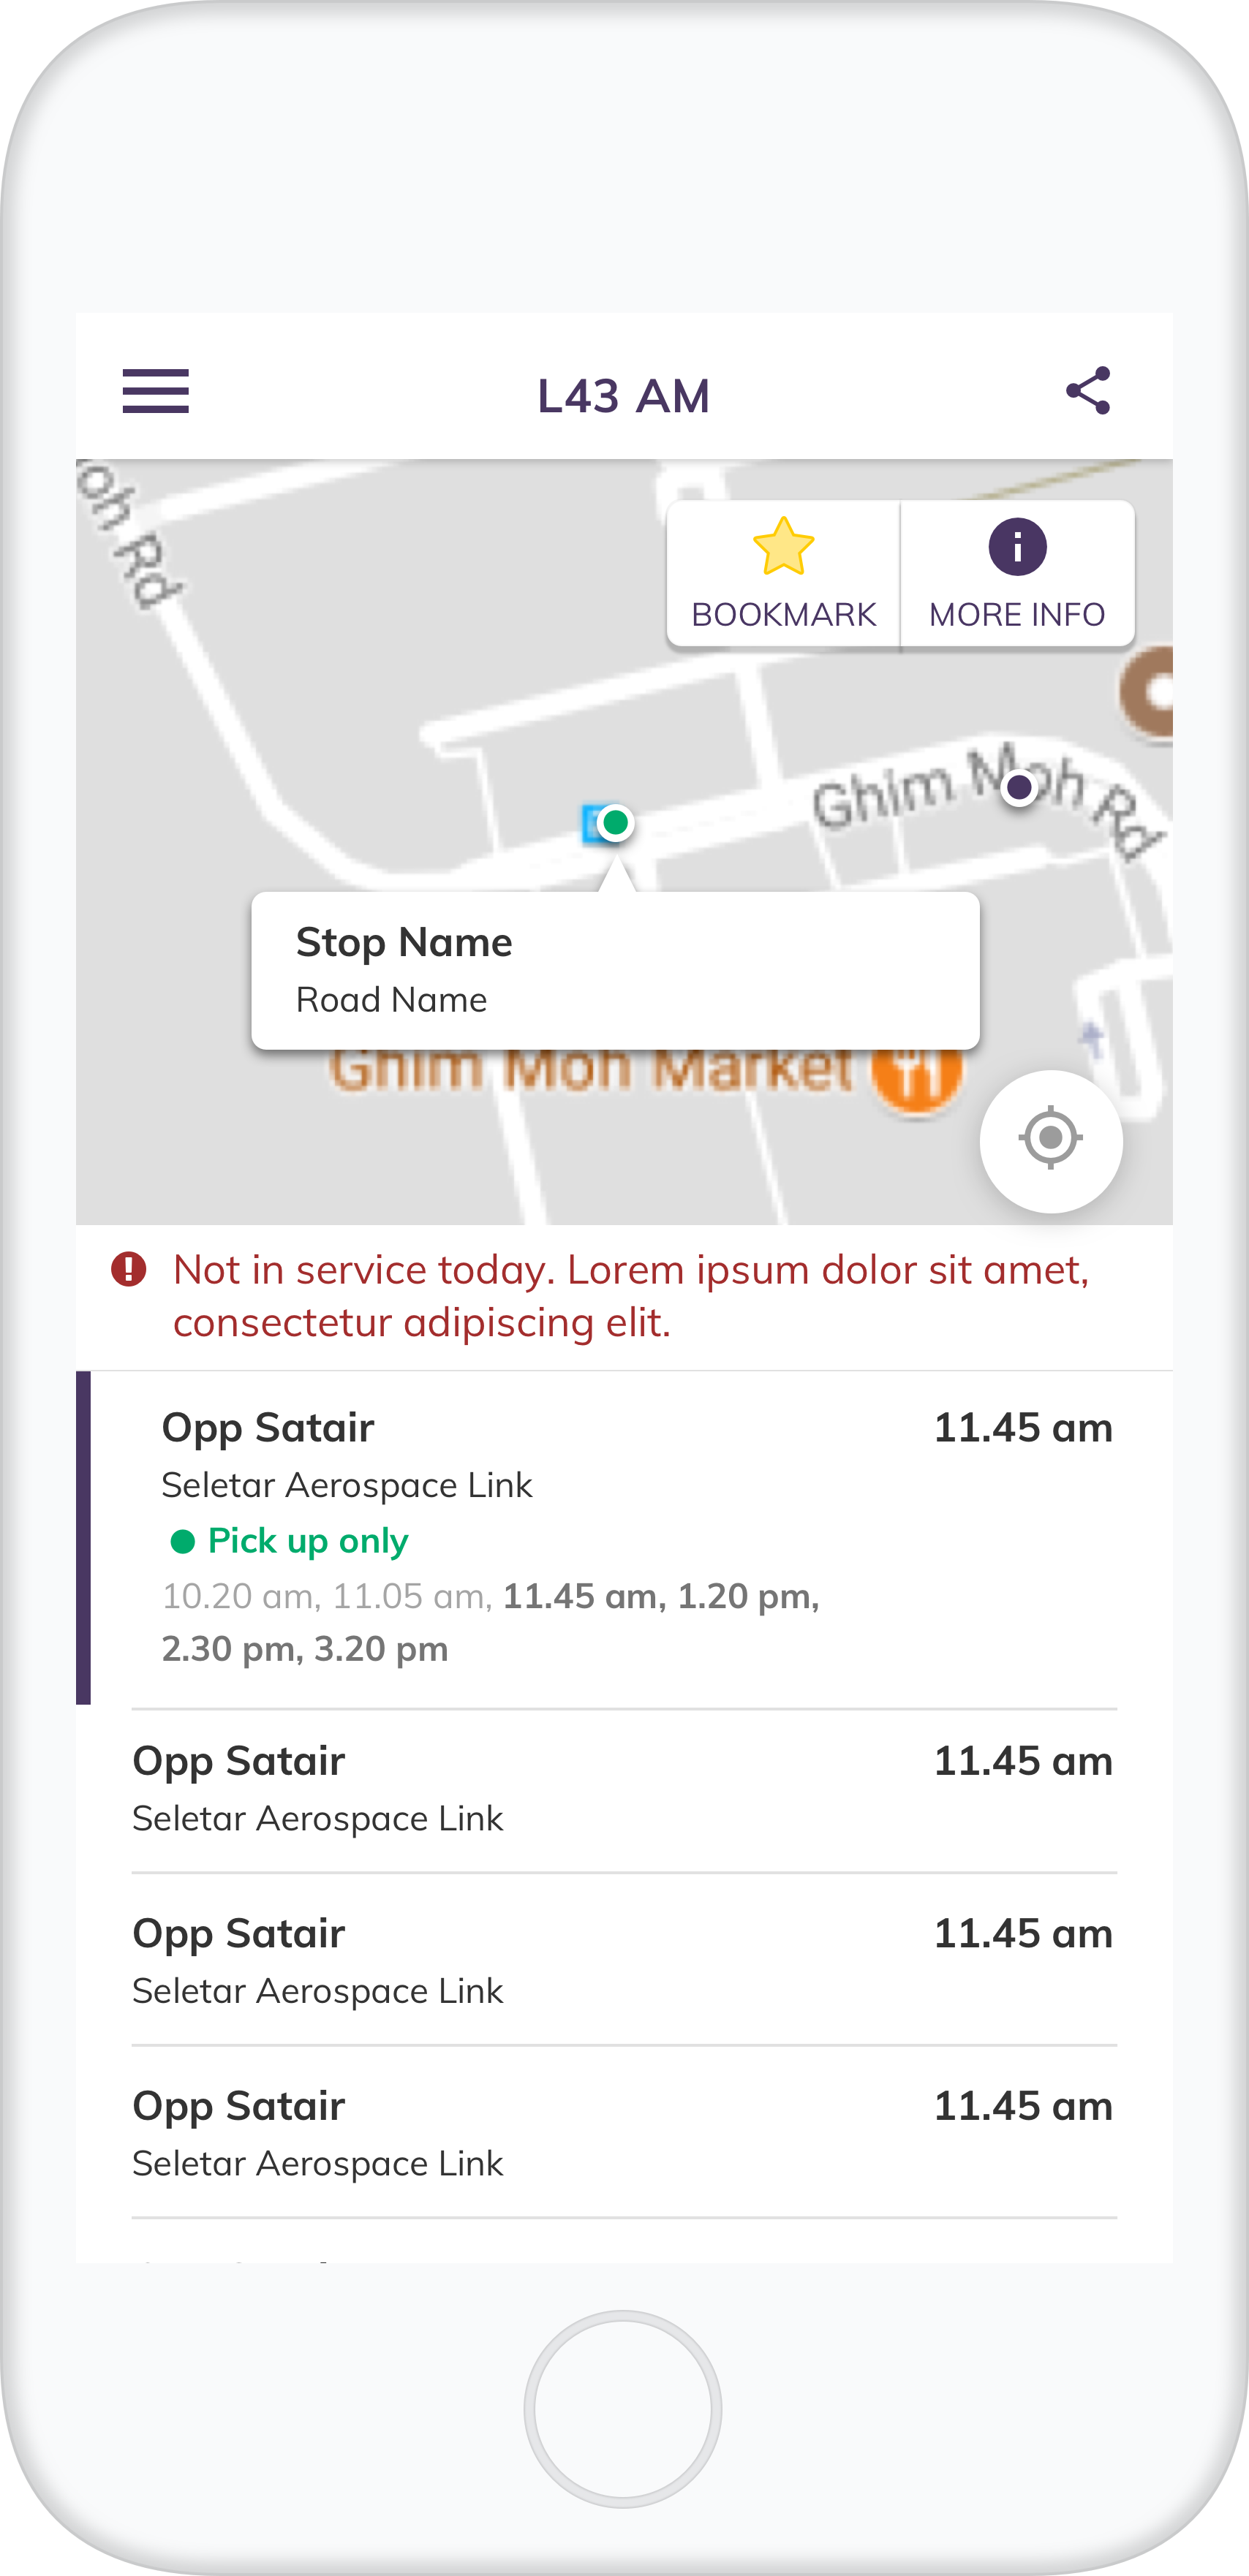 L43 AM
oh Rd
BOOKMARK
MORE INFO
Ghim Moh Rd
Stop Name
Road Name
Ghim Moh Market
Not in service today. Lorem ipsum dolor sit amet,
consectetur adipiscing elit.
Opp Satair
11.45 am
Seletar Aerospace Link
Pick up only
10.20 am, 11.05 am, 11.45 am, 1.20 pm,
2.30 pm, 3.20 pm
Opp Satair
11.45 am
Seletar Aerospace Link
Opp Satair
11.45 am
Seletar Aerospace Link
Opp Satair
11.45 am
Seletar Aerospace Link